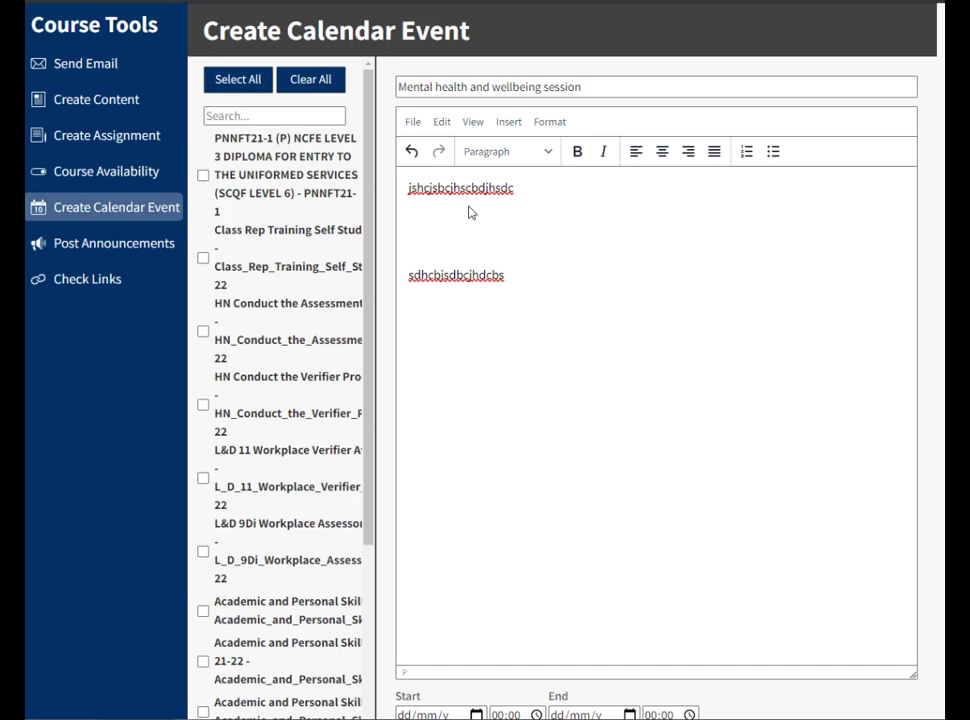 Course Tools
Send Email
Create Content
Create Assignment
Course Availability
Create Calendar Event
Post Announcements
Check Links
Create Calendar Event
Select All
Clear All
Search...
PNNFT21-1 (P) NCFE LEVEL
3 DIPLOMA FOR ENTRY TO
THE UNIFORMED SERVICES
(SCQF LEVEL 6) - PNNFT21-
1
Class Rep Training Self Stud
-
Class_Rep_Training_Self_St
22
HN Conduct the Assessment
-
HN_Conduct_the_Assessme
22
HN Conduct the Verifier Pro
-
HN_Conduct_the_Verifier_P
22
L&D 11 Workplace Verifier A
-
L_D_11_Workplace_Verifier_
22
L&D 9Di Workplace Assessor
-
L_D_9Di_Workplace_Assess
22
Academic and Personal Skil
Academic_and_Personal_Sk
Academic and Personal Skil
21-22 -
Academic_and_Personal_Sk
Academic and Personal Skil
Academic_and_Personal_Sk
Mental health and wellbeing session
File Edit View Insert Format
Paragraph B I
jshcjsbcjhscbdjhsdc
sdhcbjsdbcjhdcbs
P
Start End
dd/mm/y 00:00 dd/mm/y 00:00